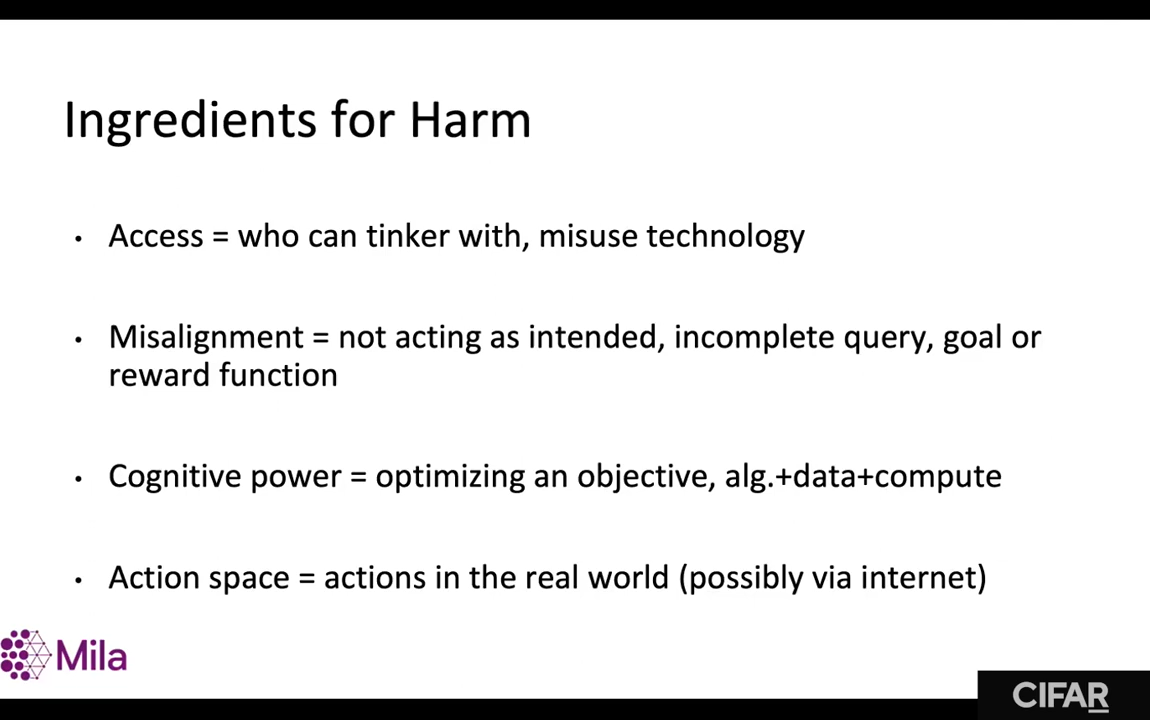 Ingredients for Harm
• Access = who can tinker with, misuse technology
• Misalignment = not acting as intended, incomplete query, goal or
reward function
• Cognitive power = optimizing an objective, alg.+data+compute
• Action space = actions in the real world (possibly via internet)
Mila
CIFAR